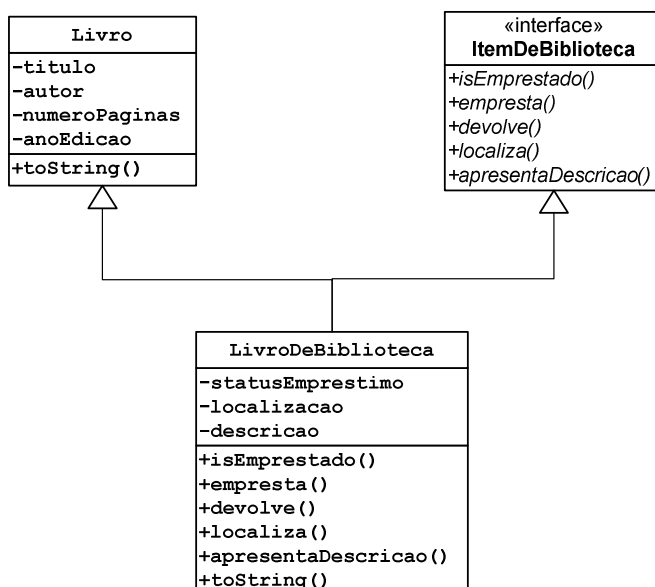 Livro
-titulo
-autor
-numeroPaginas
-anoEdicao
+toString()
«interface»
ItemDeBiblioteca
+isEmprestado()
+empresta()
+devolve()
+localiza()
+apresentaDescricao()
LivroDeBiblioteca
-statusEmprestimo
-localizacao
-descricao
+isEmprestado()
+empresta()
+devolve()
+localiza()
+apresentaDescricao()
+toString()